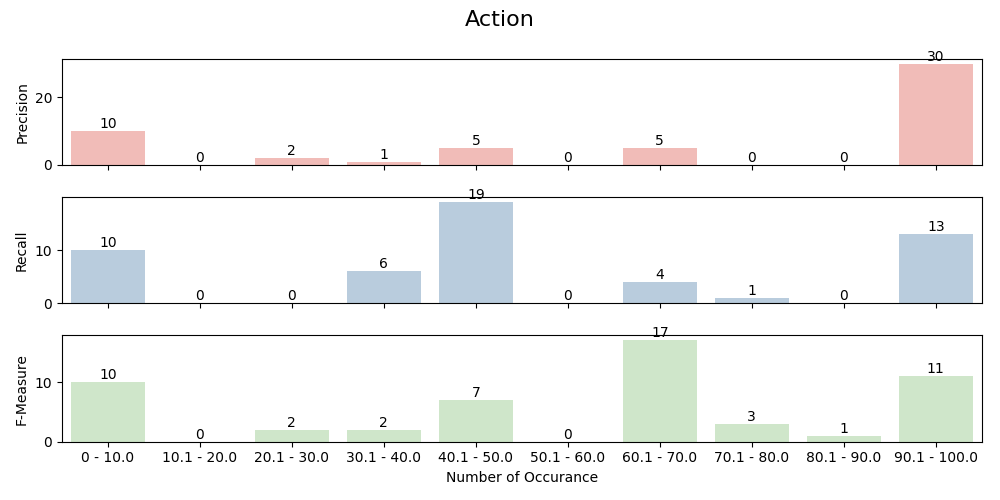 Action
Precision
20
0
10 0 2 1 5 0 5 0 0 30
Recall
10
0
10 0 0 6 19 0 4 1 0 13
F-Measure
10
0
10 0 2 2 7 0 17 3 1 11
0 - 10.0 10.1 - 20.0 20.1 - 30.0 30.1 - 40.0 40.1 - 50.0 50.1 - 60.0 60.1 - 70.0 70.1 - 80.0 80.1 - 90.0 90.1 - 100.0
Number of Occurance